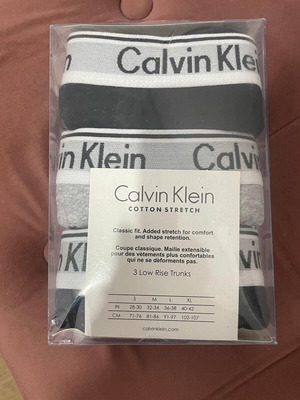 Calvin Klein
vin Klein
Calvin
Calvin Klein
COTTON STRETCH
Classic fit. Added stretch for comfort
and shape retention.
Coupe classique. Maille extensible
pour des vêtements plus confortables
qui ne se déforment pas.
3 Low Rise Trunks
S M L XL
IN 28-30 32-34 36-38 40-42
CM 71-76 81-86 91-97 102-107
calvinklein.com